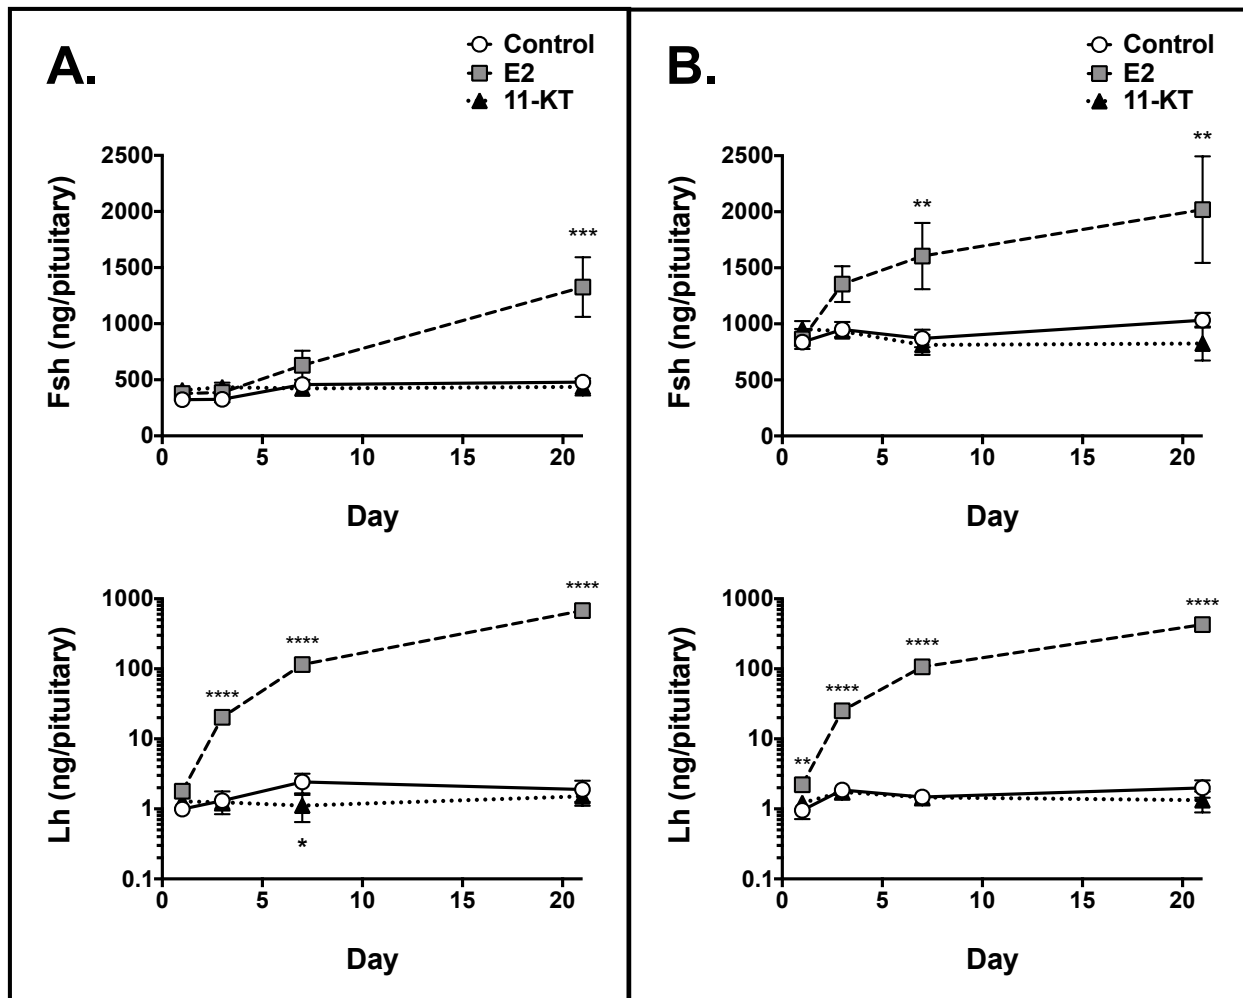 A.
Control
E2
11-KT
Fsh (ng/pituitary)
2500
2000
1500
1000
500
0
***
0 5 10 15 20
Day
Lh (ng/pituitary)
1000
100
10
1
0.1
****
****
****
*
0 5 10 15 20
Day
B.
Control
E2
11-KT
Fsh (ng/pituitary)
2500
2000
1500
1000
500
0
**
**
0 5 10 15 20
Day
Lh (ng/pituitary)
1000
100
10
1
0.1
**
****
****
****
0 5 10 15 20
Day